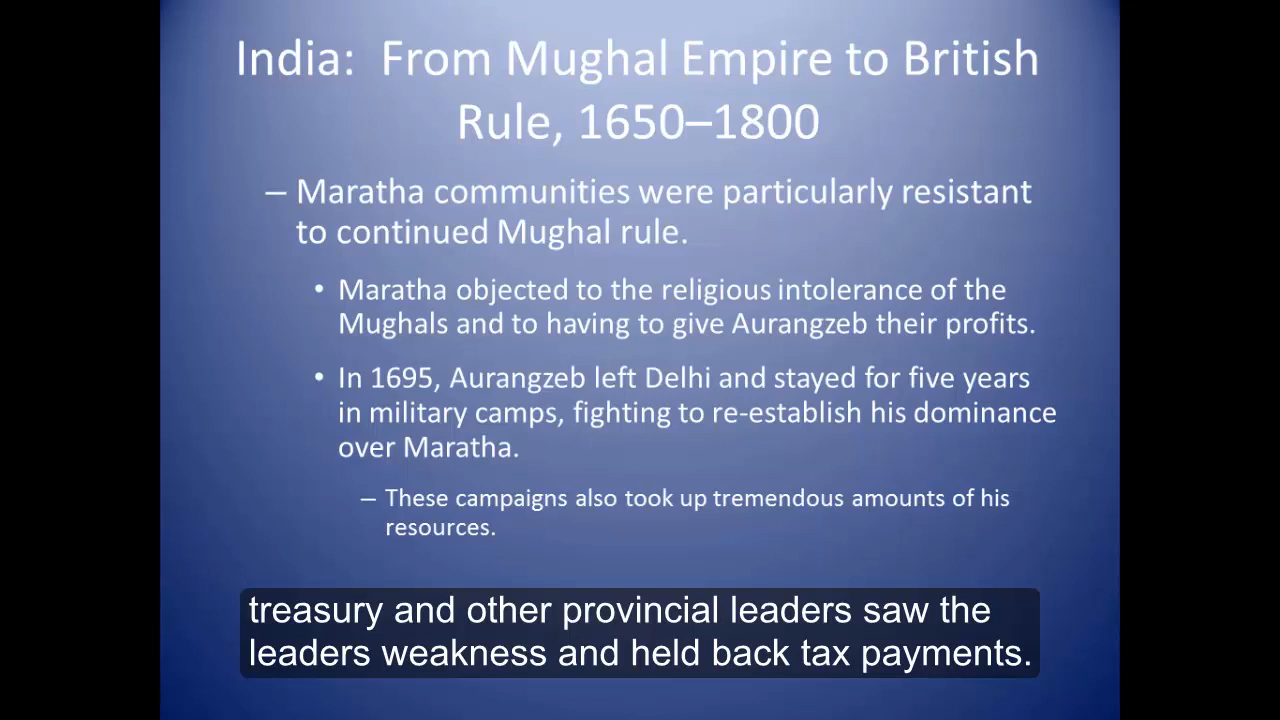 India:  From Mughal Empire to British
Rule, 1650–1800
– Maratha communities were particularly resistant
to continued Mughal rule.
• Maratha objected to the religious intolerance of the
Mughals and to having to give Aurangzeb their profits.
• In 1695, Aurangzeb left Delhi and stayed for five years
in military camps, fighting to re-establish his dominance
over Maratha.
– These campaigns also took up tremendous amounts of his
resources.
treasury and other provincial leaders saw the
leaders weakness and held back tax payments.